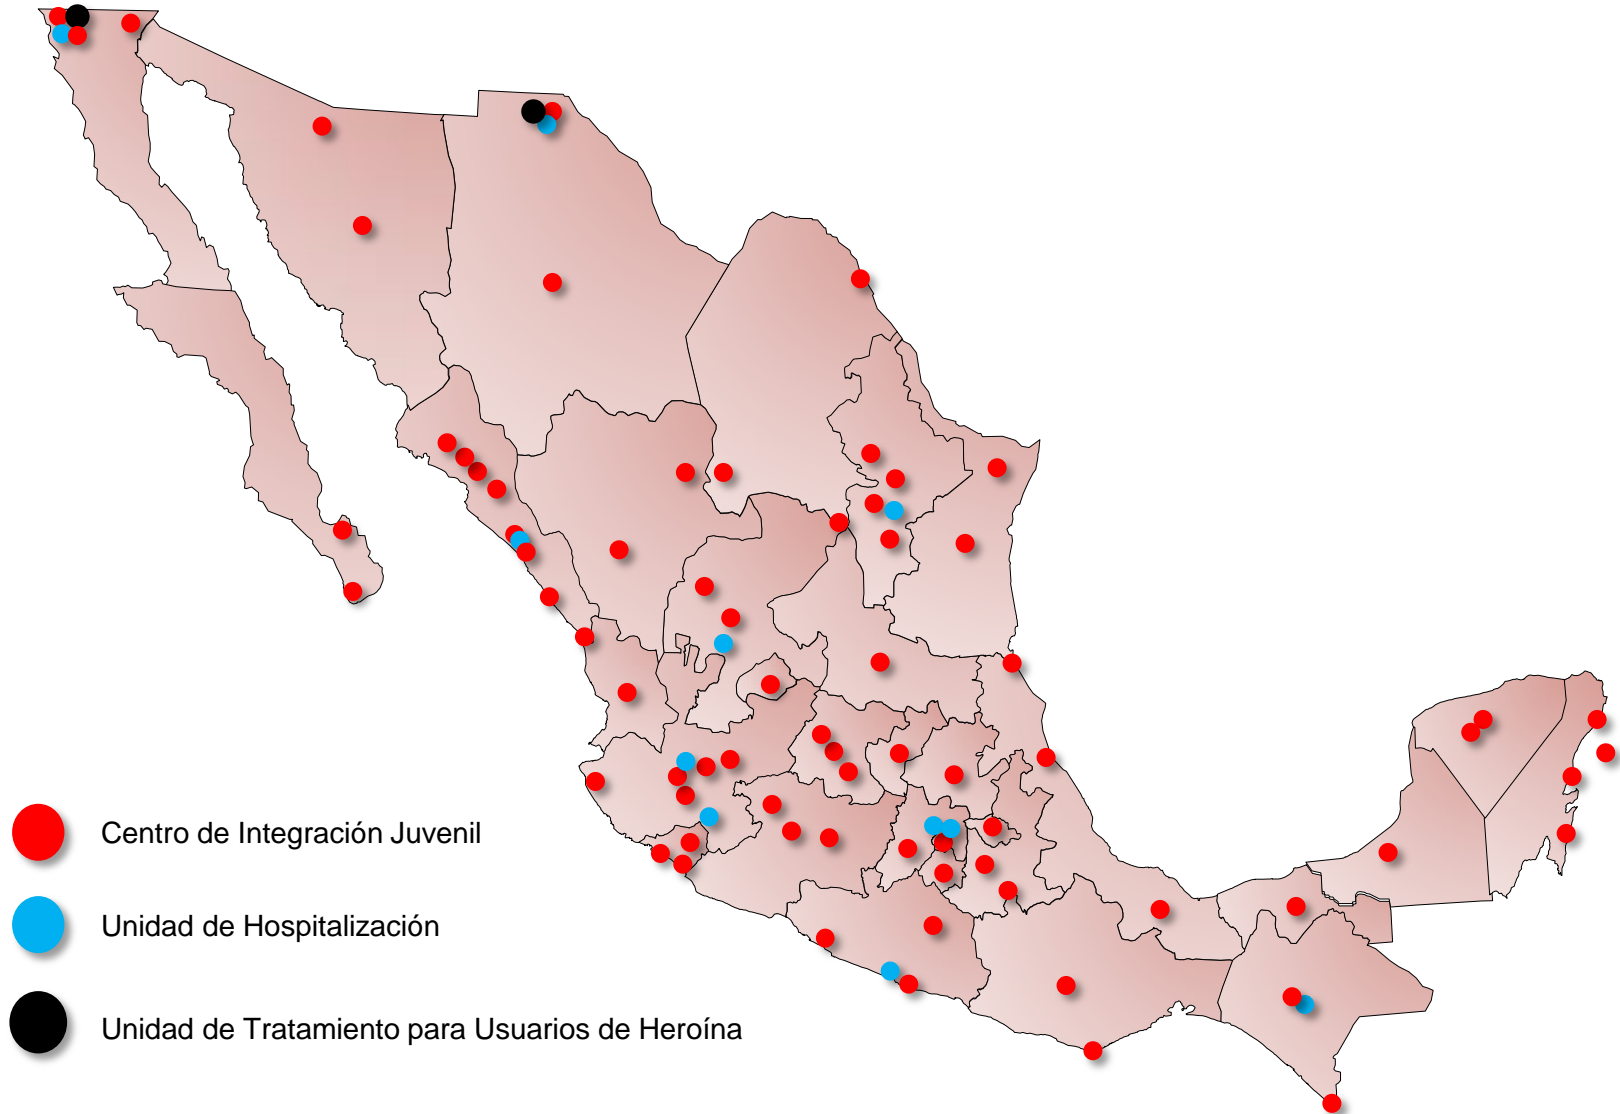 Centro de Integración Juvenil
Unidad de Hospitalización
Unidad de Tratamiento para Usuarios de Heroína